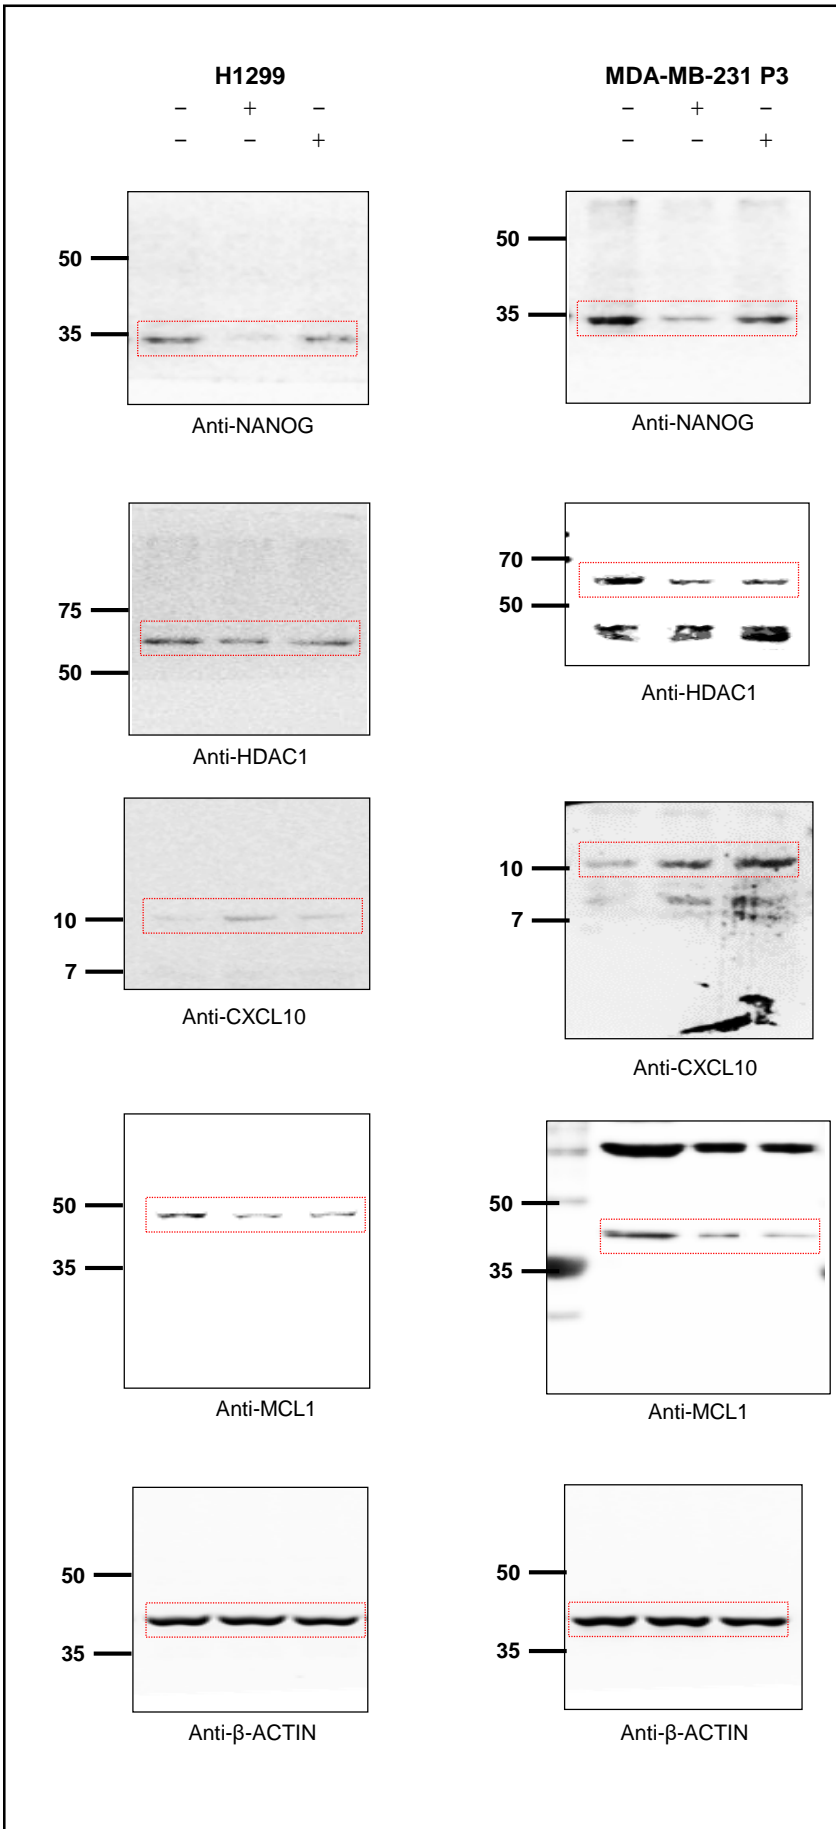 H1299
− + −
− − +
50
35
Anti-NANOG
75
50
Anti-HDAC1
10
7
Anti-CXCL10
50
35
Anti-MCL1
50
35
Anti-β-ACTIN
MDA-MB-231 P3
− + −
− − +
50
35
Anti-NANOG
70
50
Anti-HDAC1
10
7
Anti-CXCL10
50
35
Anti-MCL1
50
35
Anti-β-ACTIN